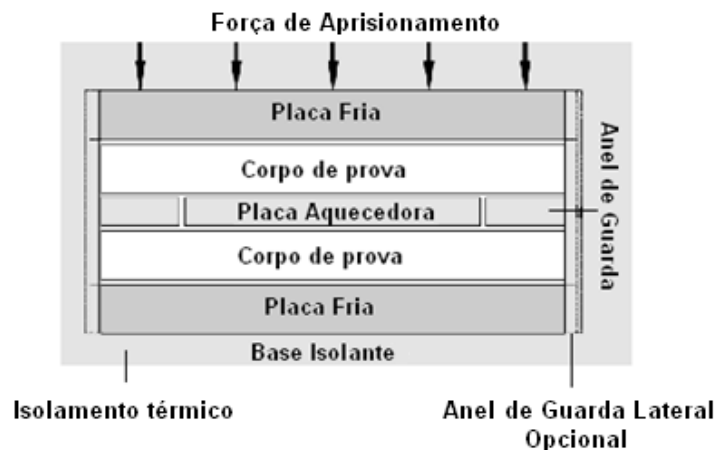 Força de Aprisionamento
Placa Fria
Corpo de prova
Placa Aquecedora
Corpo de prova
Placa Fria
Base Isolante
Anel de Guarda
Isolamento térmico
Anel de Guarda Lateral
Opcional